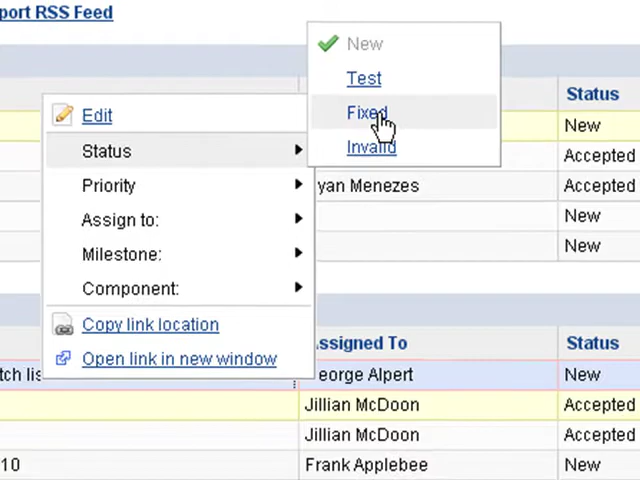 port RSS Feed
New
Test
Fixed
Invalid
Edit
Status
Priority
Assign to:
Milestone:
Component:
Copy link location
Open link in new window
Status
New
Accepted
yan Menezes
Accepted
New
New
Assigned To
Status
tch lis
eorge Alpert
New
Jillian McDoon
Accepted
Jillian McDoon
Accepted
10
Frank Applebee
New